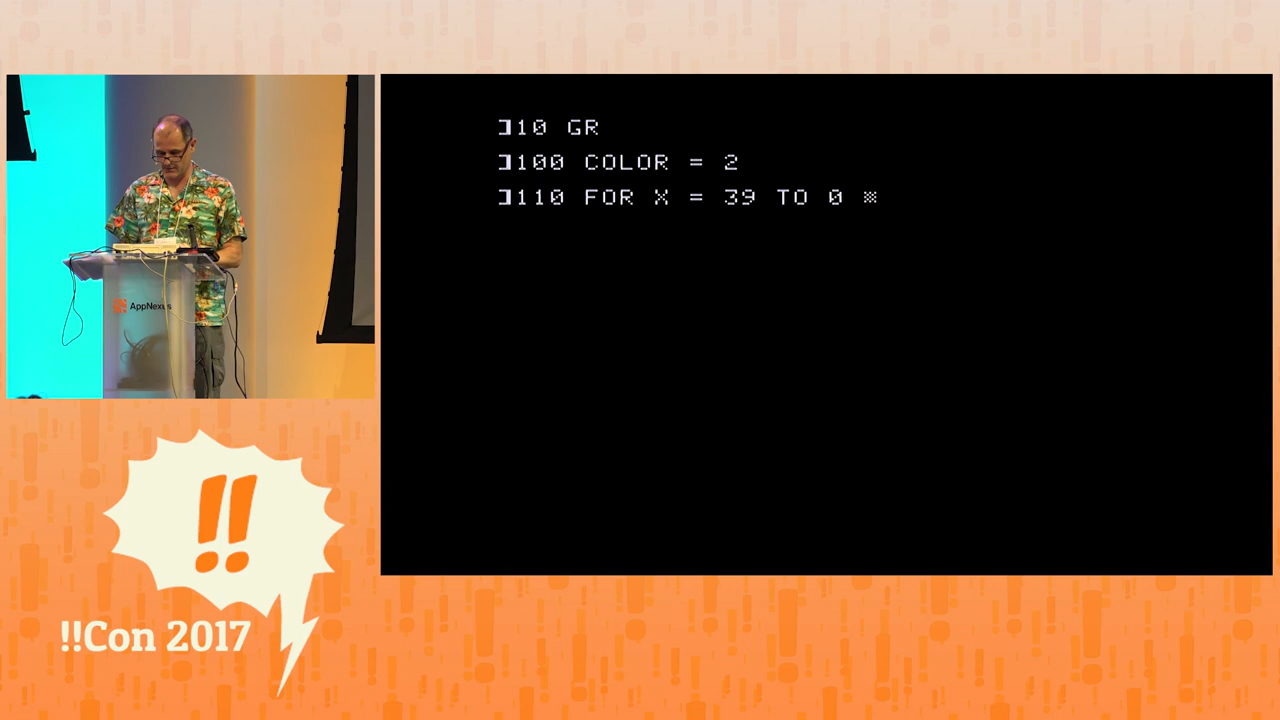 ]10 GR
]100 COLOR = 2
]110 FOR X = 39 TO 0
AppNexus
!!
!!Con 2017